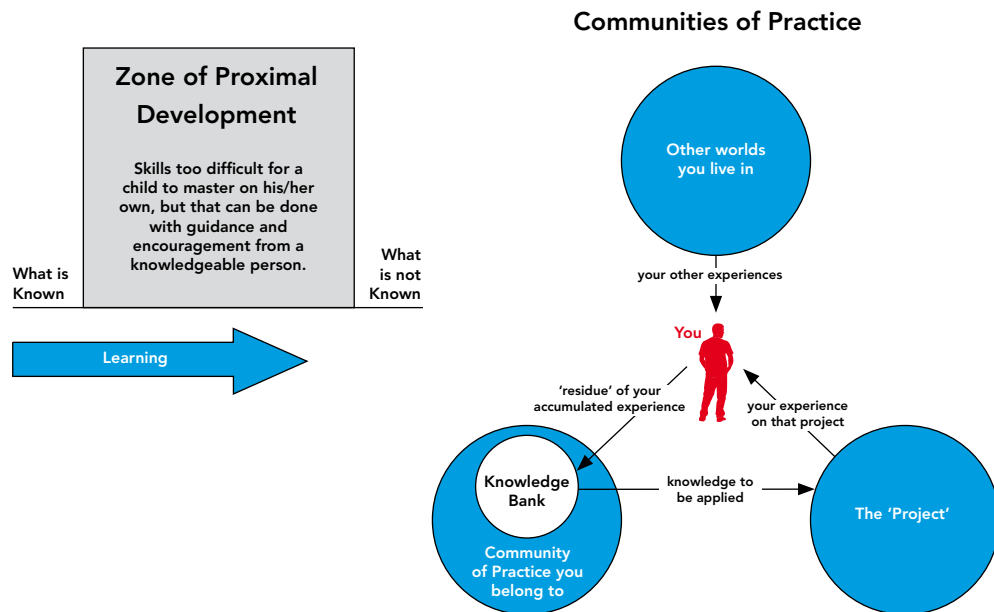 Zone of Proximal
Development
Skills too difficult for a
child to master on his/her
own, but that can be done
with guidance and
encouragement from a
knowledgeable person.
What is
Known
What
is not
Known
Learning
Communities of Practice
Other worlds
you live in
your other experiences
You
'residue' of your
accumulated experience
your experience
on that project
Knowledge
Bank
knowledge to
be applied
The 'Project'
Community
of Practice you
belong to